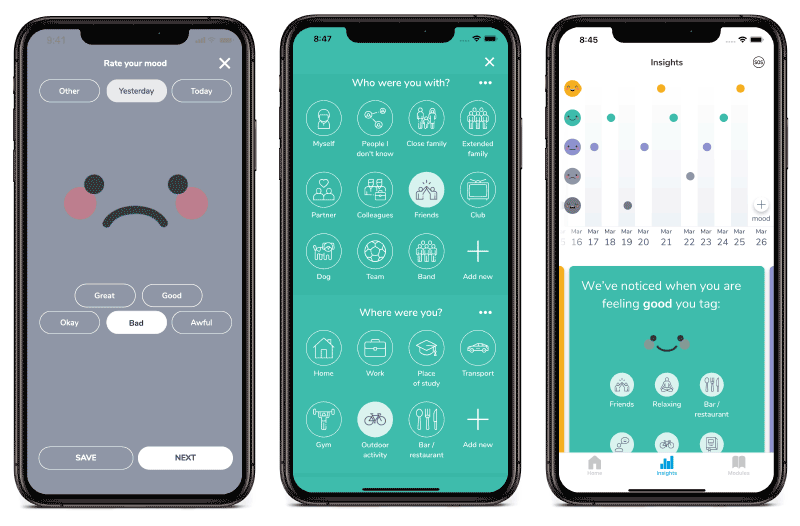 9:41
Rate your mood
Other
Yesterday
Today
Great
Good
Okay
Bad
Awful
SAVE
NEXT
8:47
Who were you with?
Myself
People I
don't know
Close family
Extended
family
Partner
Colleagues
Friends
Club
Dog
Team
Band
Add new
Where were you?
Home
Work
Place
of study
Transport
Gym
Outdoor
activity
Bar /
restaurant
Add new
8:45
Insights
SOS
mood
Mar Mar Mar Mar Mar Mar Mar Mar Mar Mar
5 16 17 18 19 20 21 22 23 24 25 26
We've noticed when you are
feeling good you tag:
Friends
Relaxing
Bar /
restaurant
Home
Insights
Modules